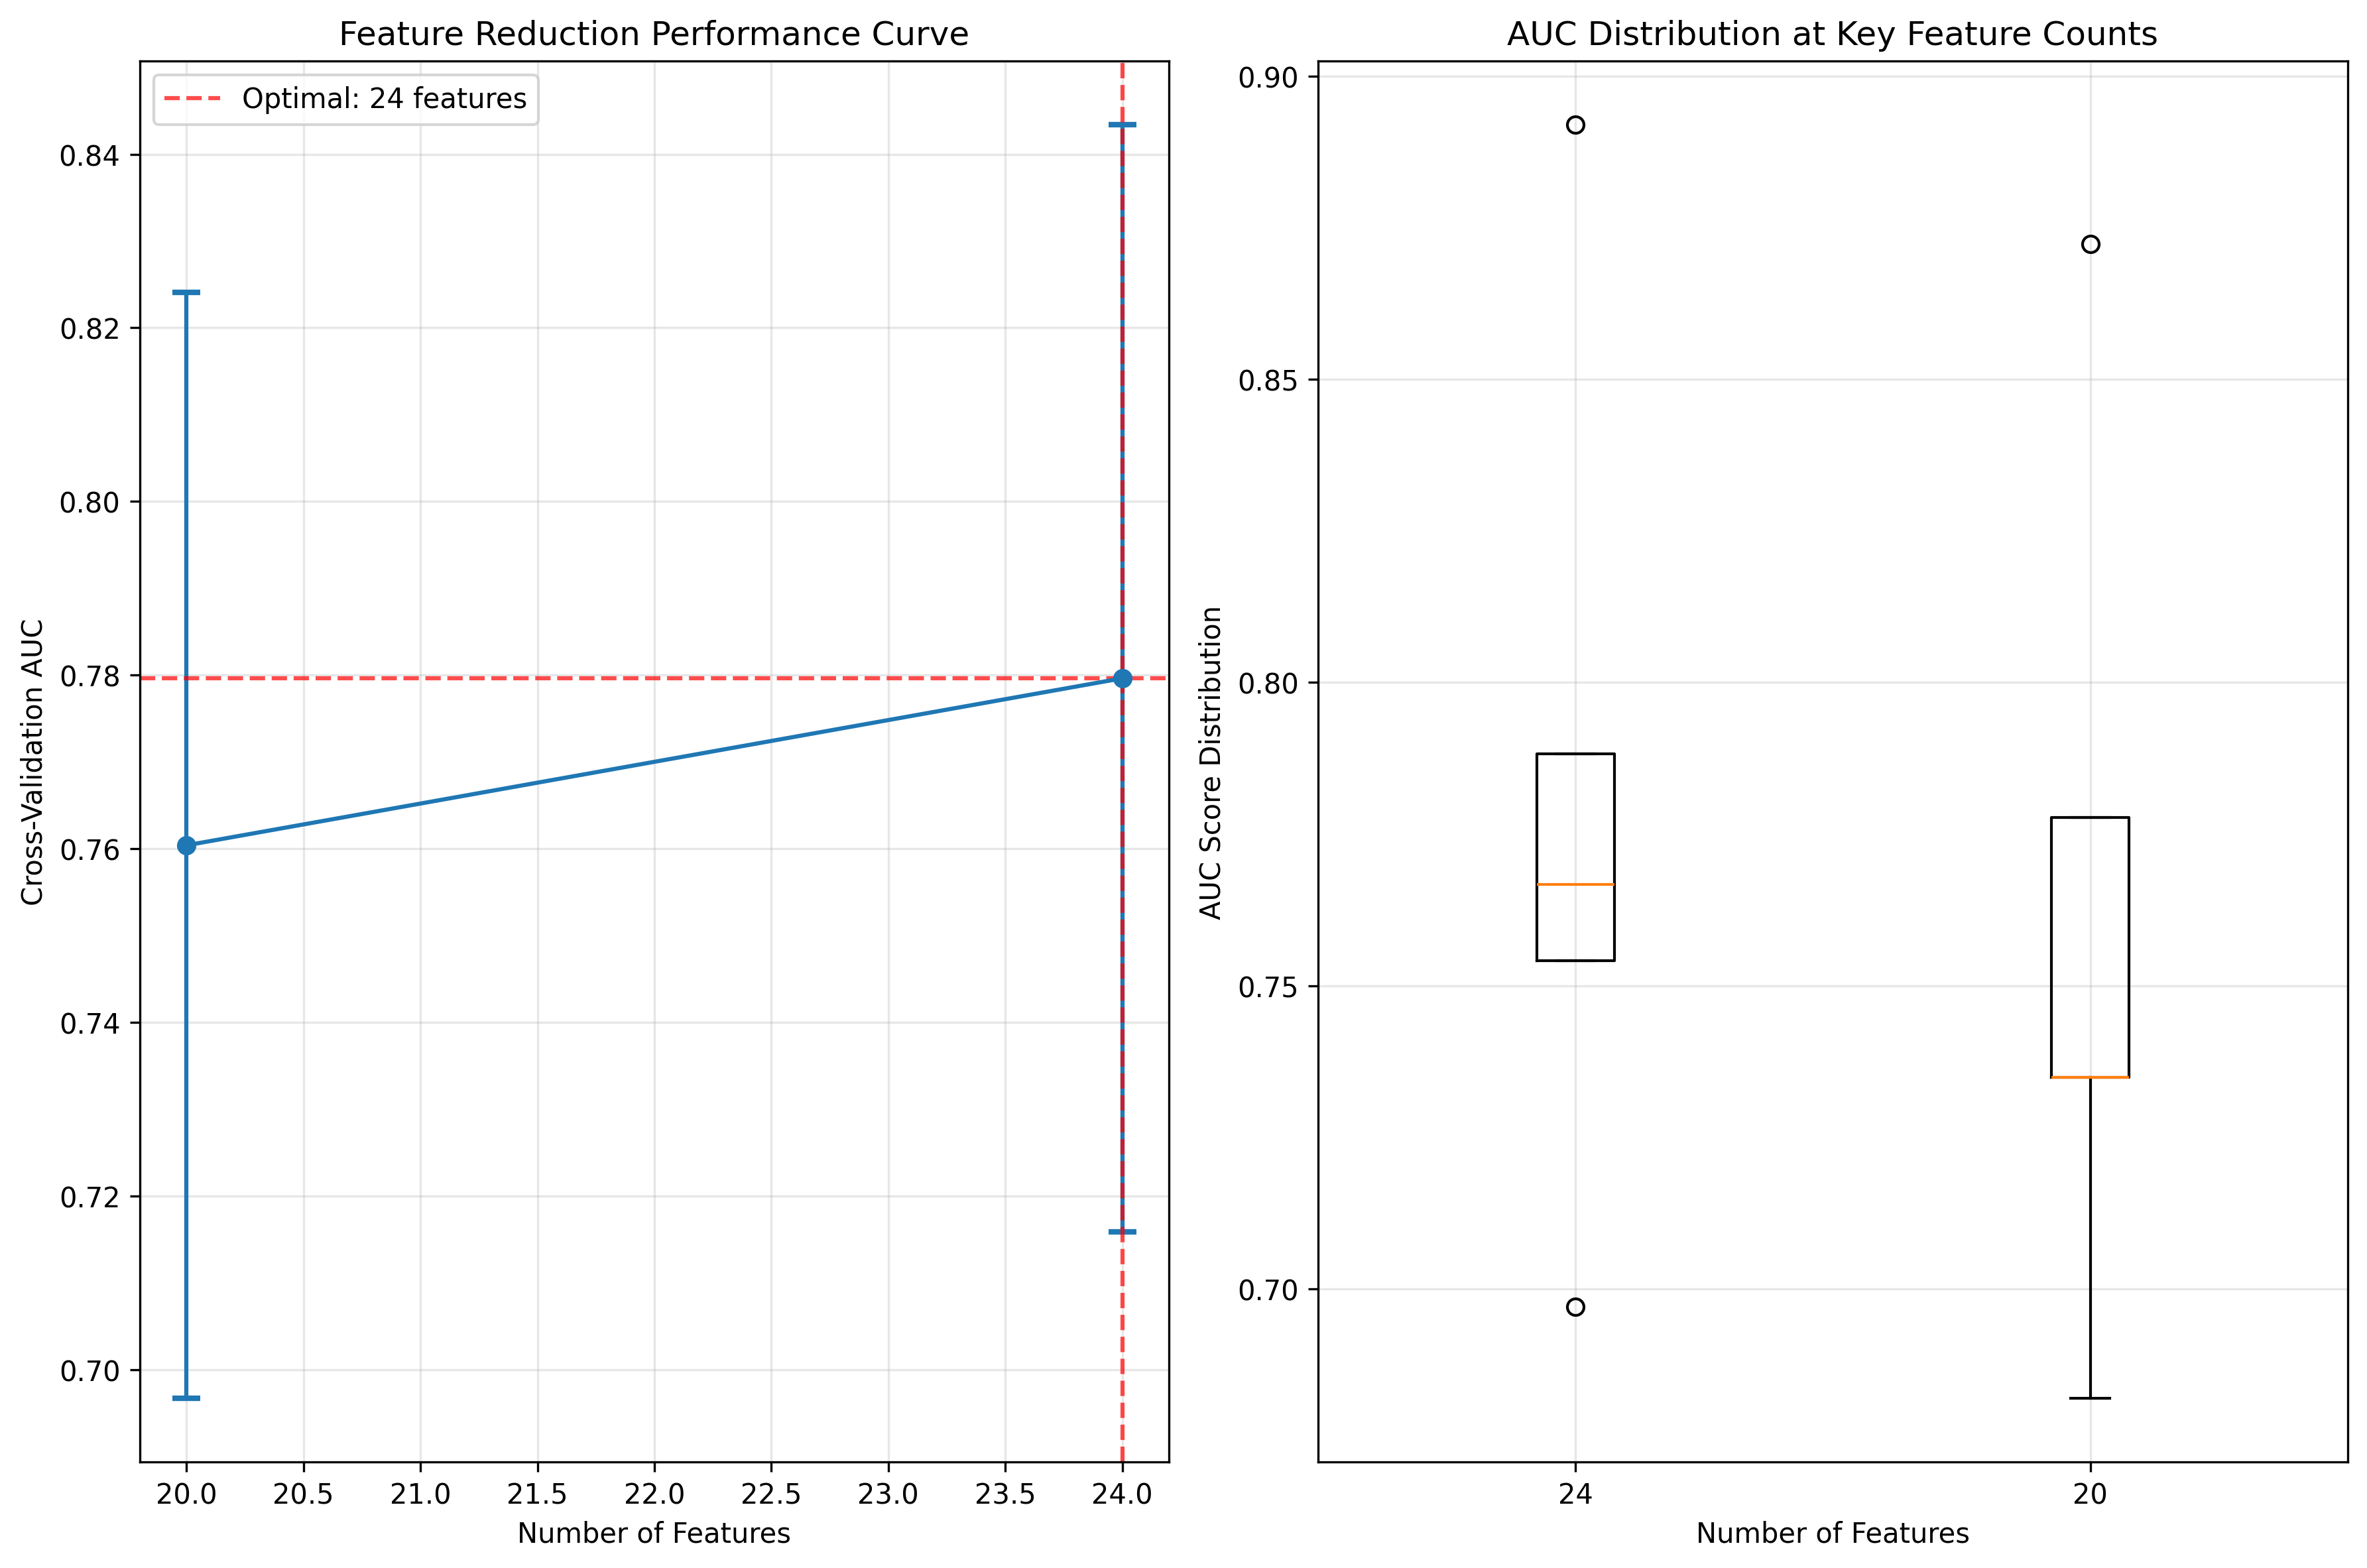 Feature Reduction Performance Curve
Optimal: 24 features
0.84
0.82
0.80
0.78
0.76
0.74
0.72
0.70
Cross-Validation AUC
20.0 20.5 21.0 21.5 22.0 22.5 23.0 23.5 24.0
Number of Features
AUC Distribution at Key Feature Counts
0.90
0.85
0.80
0.75
0.70
AUC Score Distribution
24 20
Number of Features